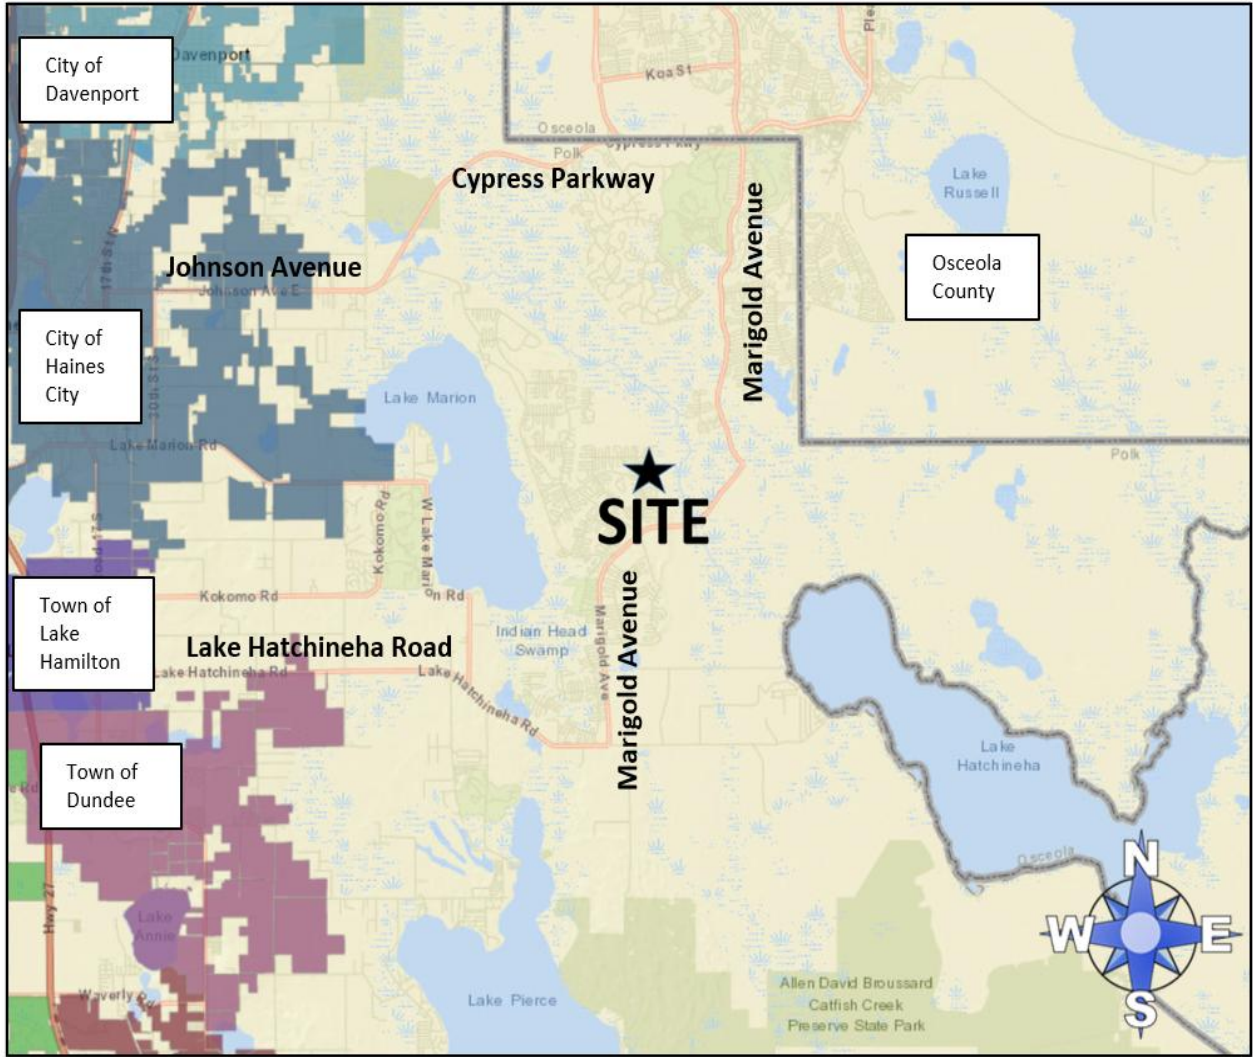 City of
Davenport
Davenport
Koa St
Osceola
Polk
Cypress Pkwy
Cypress Parkway
Lake
Russell
Marigold Avenue
Osceola
County
17th St N
Johnson Avenue
Johnson Ave E
City of
Haines
City
30th St S
Lake Marion
Lake Marion Rd
Polk
SITE
Kokomo Rd
W Lake Marion Rd
Town of
Lake
Hamilton
Kokomo Rd
Indian Head
Swamp
Marigold Ave
Marigold Avenue
Lake Hatchineha Road
Lake Hatchineha Rd
Lake Hatchineha Rd
Town of
Dundee
Lake
Hatchineha
Osceola
Hwy 27
Lake
Annie
Waverly Rd
Lake Pierce
Allen David Broussard
Catfish Creek
Preserve State Park
N
W
E
S